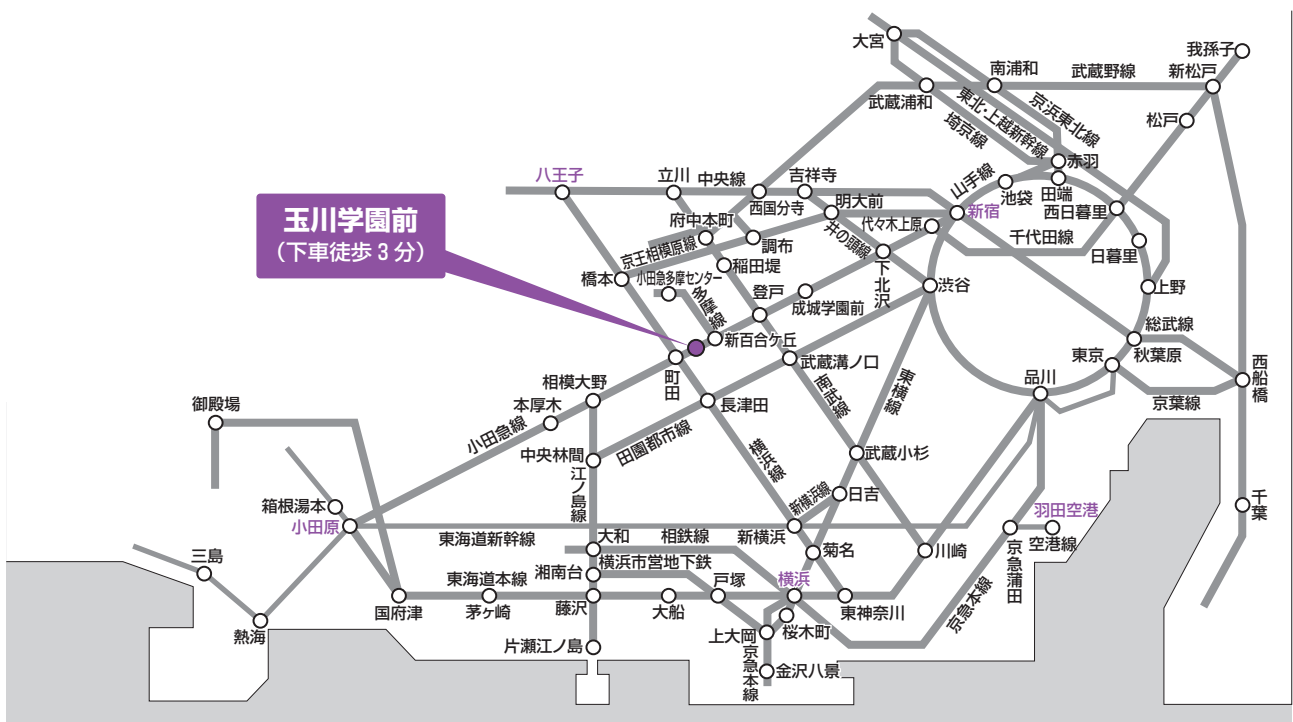 大宮
我孫子
南浦和
武蔵野線
新松戸
武蔵浦和
東北・上越新幹線
京浜東北線
埼京線
松戸
赤羽
八王子
立川
中央線
吉祥寺
山手線
池袋
田端
西国分寺
明大前
新宿
西日暮里
玉川学園前
(下車徒歩3分)
府中本町
代々木上原
千代田線
京王相模原線
調布
井の頭線
日暮里
橋本
稲田堤
小田急多摩センター
多摩線
登戸
成城学園前
下北沢
渋谷
上野
新百合ケ丘
総武線
秋葉原
東京
町田
武蔵溝ノ口
西船橋
相模大野
南武線
東横線
品川
京葉線
御殿場
本厚木
長津田
小田急線
中央林間
田園都市線
横浜線
武蔵小杉
江ノ島線
新横浜線
日吉
箱根湯本
小田原
羽田空港
千葉
東海道新幹線
大和
相鉄線
新横浜
菊名
川崎
京急蒲田
空港線
三島
湘南台
横浜市営地下鉄
東海道本線
戸塚
横浜
国府津
茅ヶ崎
藤沢
大船
東神奈川
京急本線
熱海
上大岡
桜木町
片瀬江ノ島
京急本線
金沢八景